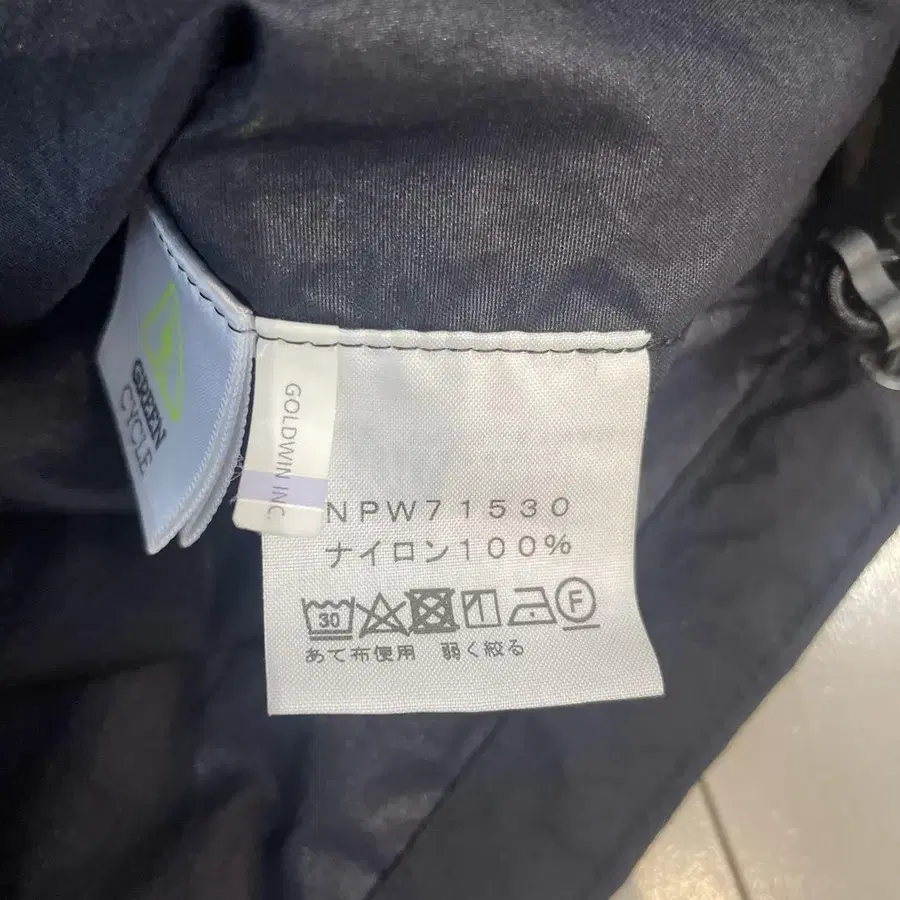 GREEN
CYCLE
GOLDWIN INC.
NPW71530
ナイロン100%
30
F
あて布使用 弱く絞る